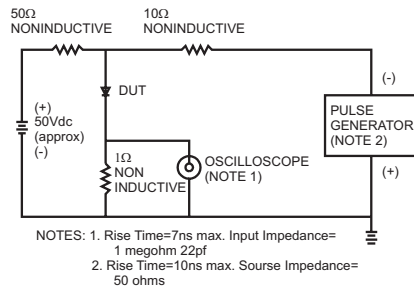 50Ω
NONINDUCTIVE
10Ω
NONINDUCTIVE
DUT
(+)
50Vdc
(approx)
(-)
(-)
PULSE
GENERATOR
(NOTE 2)
(+)
1Ω
NON
INDUCTIVE
OSCILLOSCOPE
(NOTE 1)
NOTES: 1. Rise Time=7ns max. Input Impedance=
1 megohm 22pf
2. Rise Time=10ns max. Sourse Impedance=
50 ohms